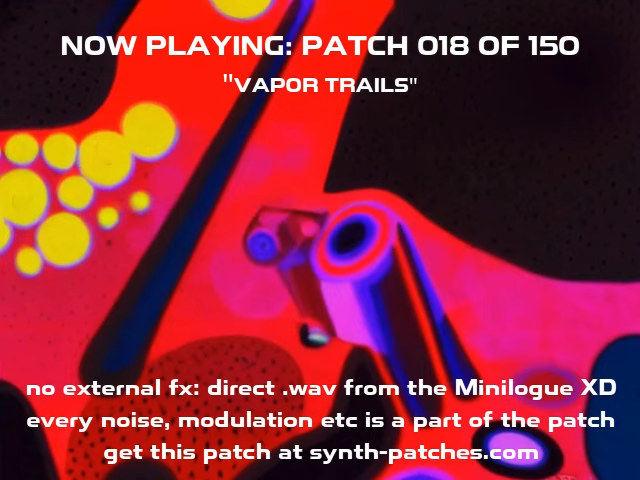 NOW PLAYING: PATCH 018 OF 150
"VAPOR TRAILS"
no external fx: direct .wav from the Minilogue XD
every noise, modulation etc is a part of the patch
get this patch at synth-patches.com